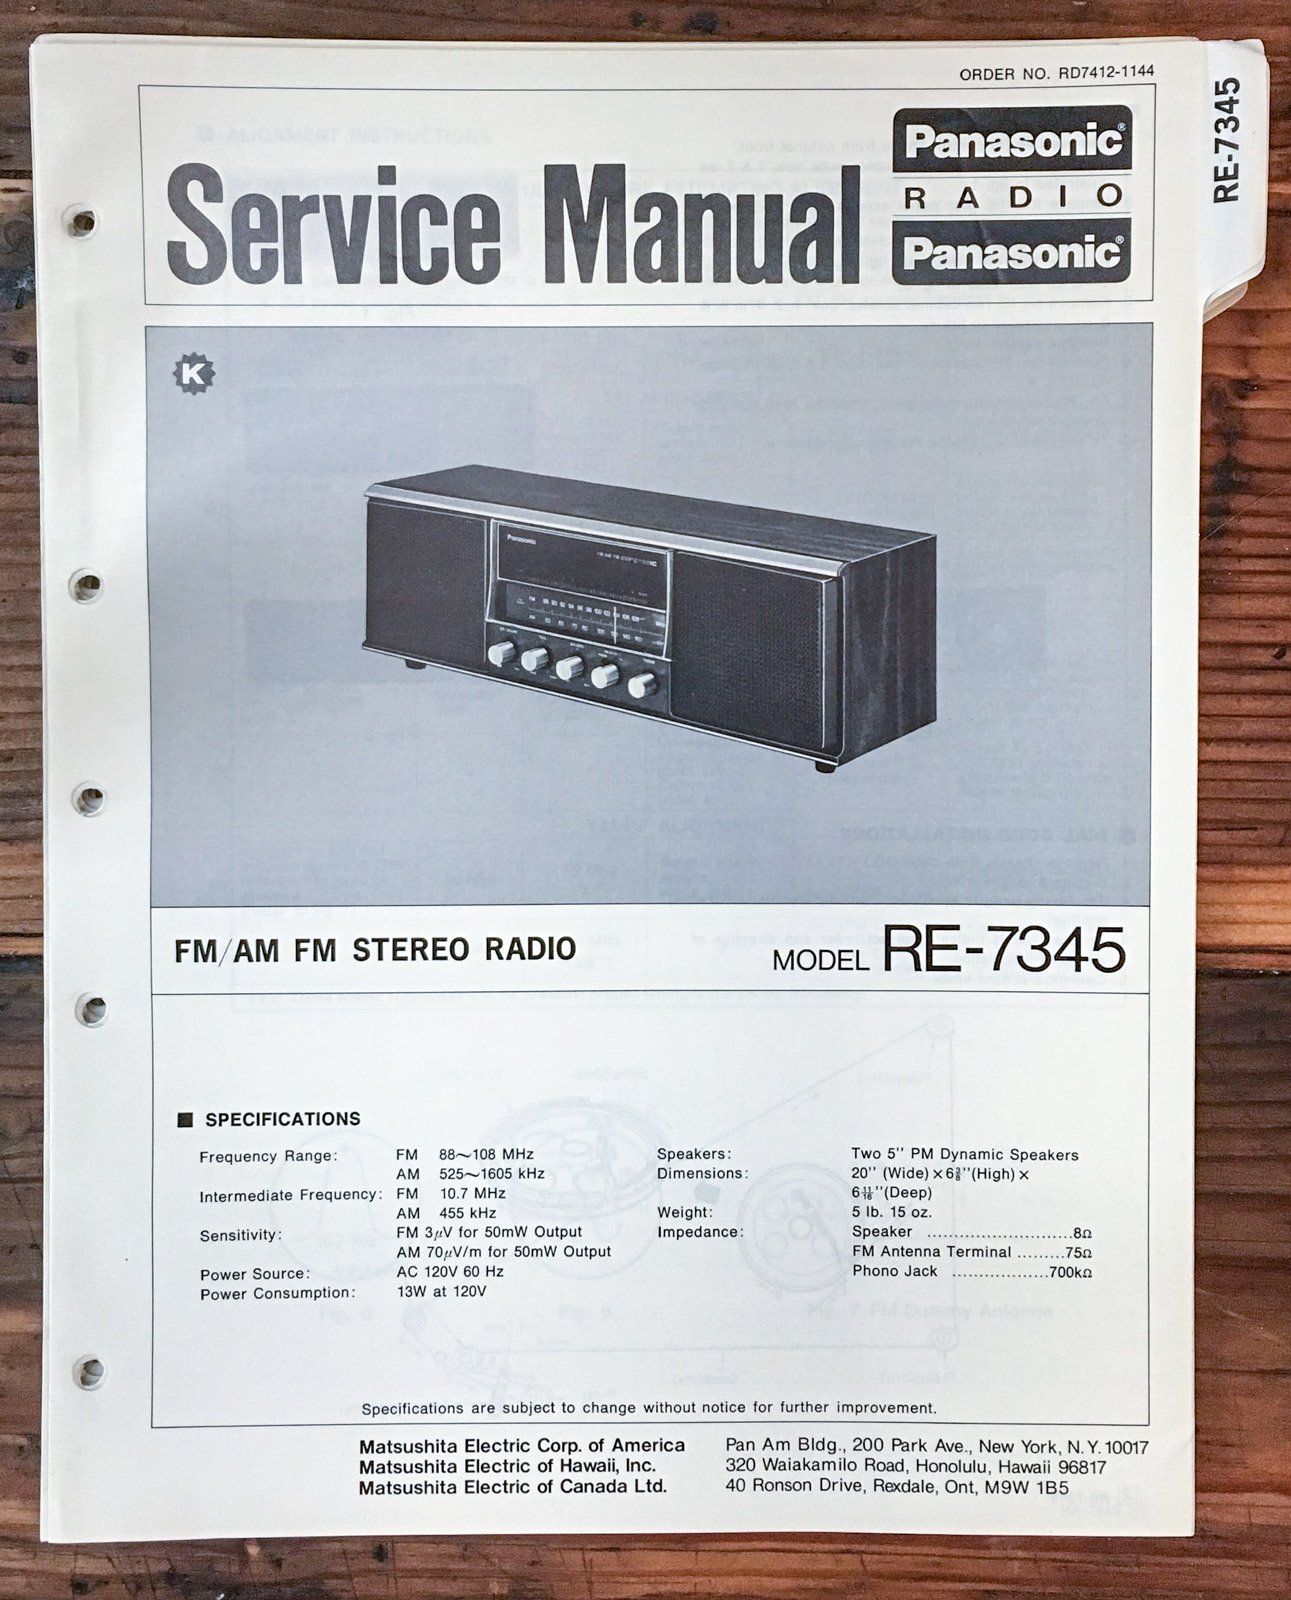 ORDER NO. RD7412-1144
RE-7345
Service Manual
Panasonic®
RADIO
Panasonic®
K
Panasonic
FM/AM FM STEREO RADIO
MODEL RE-7345
■ SPECIFICATIONS
Frequency Range: FM 88~108 MHz
AM 525~1605 kHz
Intermediate Frequency: FM 10.7 MHz
AM 455 kHz
Sensitivity: FM 3μV for 50mW Output
AM 70μV/m for 50mW Output
Power Source: AC 120V 60 Hz
Power Consumption: 13W at 120V
Speakers: Two 5'' PM Dynamic Speakers
Dimensions: 20'' (Wide) × 6 3/8''(High) ×
6 11/16''(Deep)
Weight: 5 lb. 15 oz.
Impedance: Speaker ..........................8Ω
FM Antenna Terminal .........75Ω
Phono Jack ..................700kΩ
Specifications are subject to change without notice for further improvement.
Matsushita Electric Corp. of America Pan Am Bldg., 200 Park Ave., New York, N.Y. 10017
Matsushita Electric of Hawaii, Inc. 320 Waiakamilo Road, Honolulu, Hawaii 96817
Matsushita Electric of Canada Ltd. 40 Ronson Drive, Rexdale, Ont, M9W 1B5